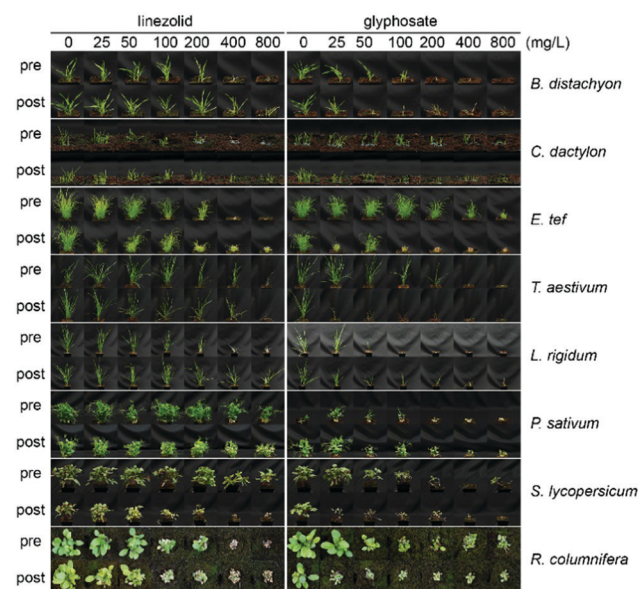 linezolid glyphosate
0 25 50 100 200 400 800 0 25 50 100 200 400 800 (mg/L)
pre
post
B. distachyon
pre
post
C. dactylon
pre
post
E. tef
pre
post
T. aestivum
pre
post
L. rigidum
pre
post
P. sativum
pre
post
S. lycopersicum
pre
post
R. columnifera